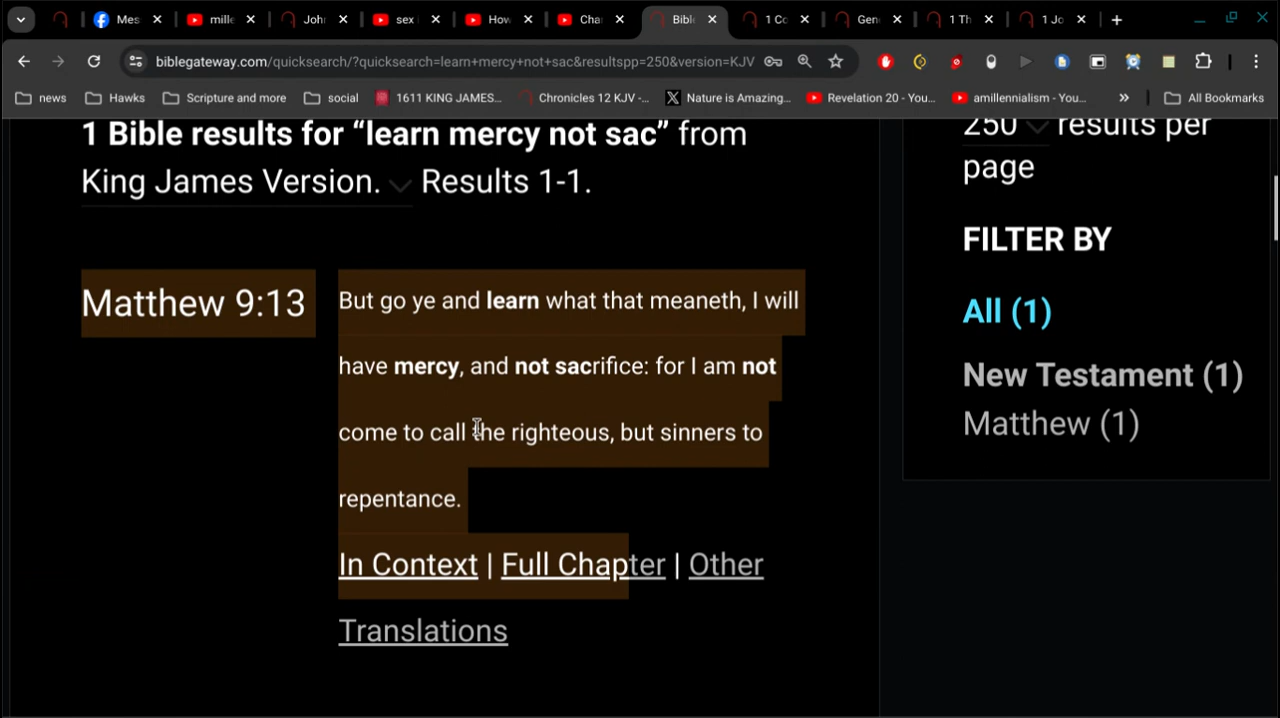 Mes mille John sex How Cha Bibl 1 Co Gen 1 Th 1 Jo
biblegateway.com/quicksearch/?quicksearch=learn+mercy+not+sac&resultspp=250&version=KJV
news Hawks Scripture and more social 1611 KING JAMES... Chronicles 12 KJV -... Nature is Amazing... Revelation 20 - You... amillennialism - You... » All Bookmarks
1 Bible results for “learn mercy not sac” from
King James Version. Results 1-1.
250 results per
page
FILTER BY
All (1)
New Testament (1)
Matthew (1)
Matthew 9:13
But go ye and learn what that meaneth, I will
have mercy, and not sacrifice: for I am not
come to call the righteous, but sinners to
repentance.
In Context | Full Chapter | Other
Translations